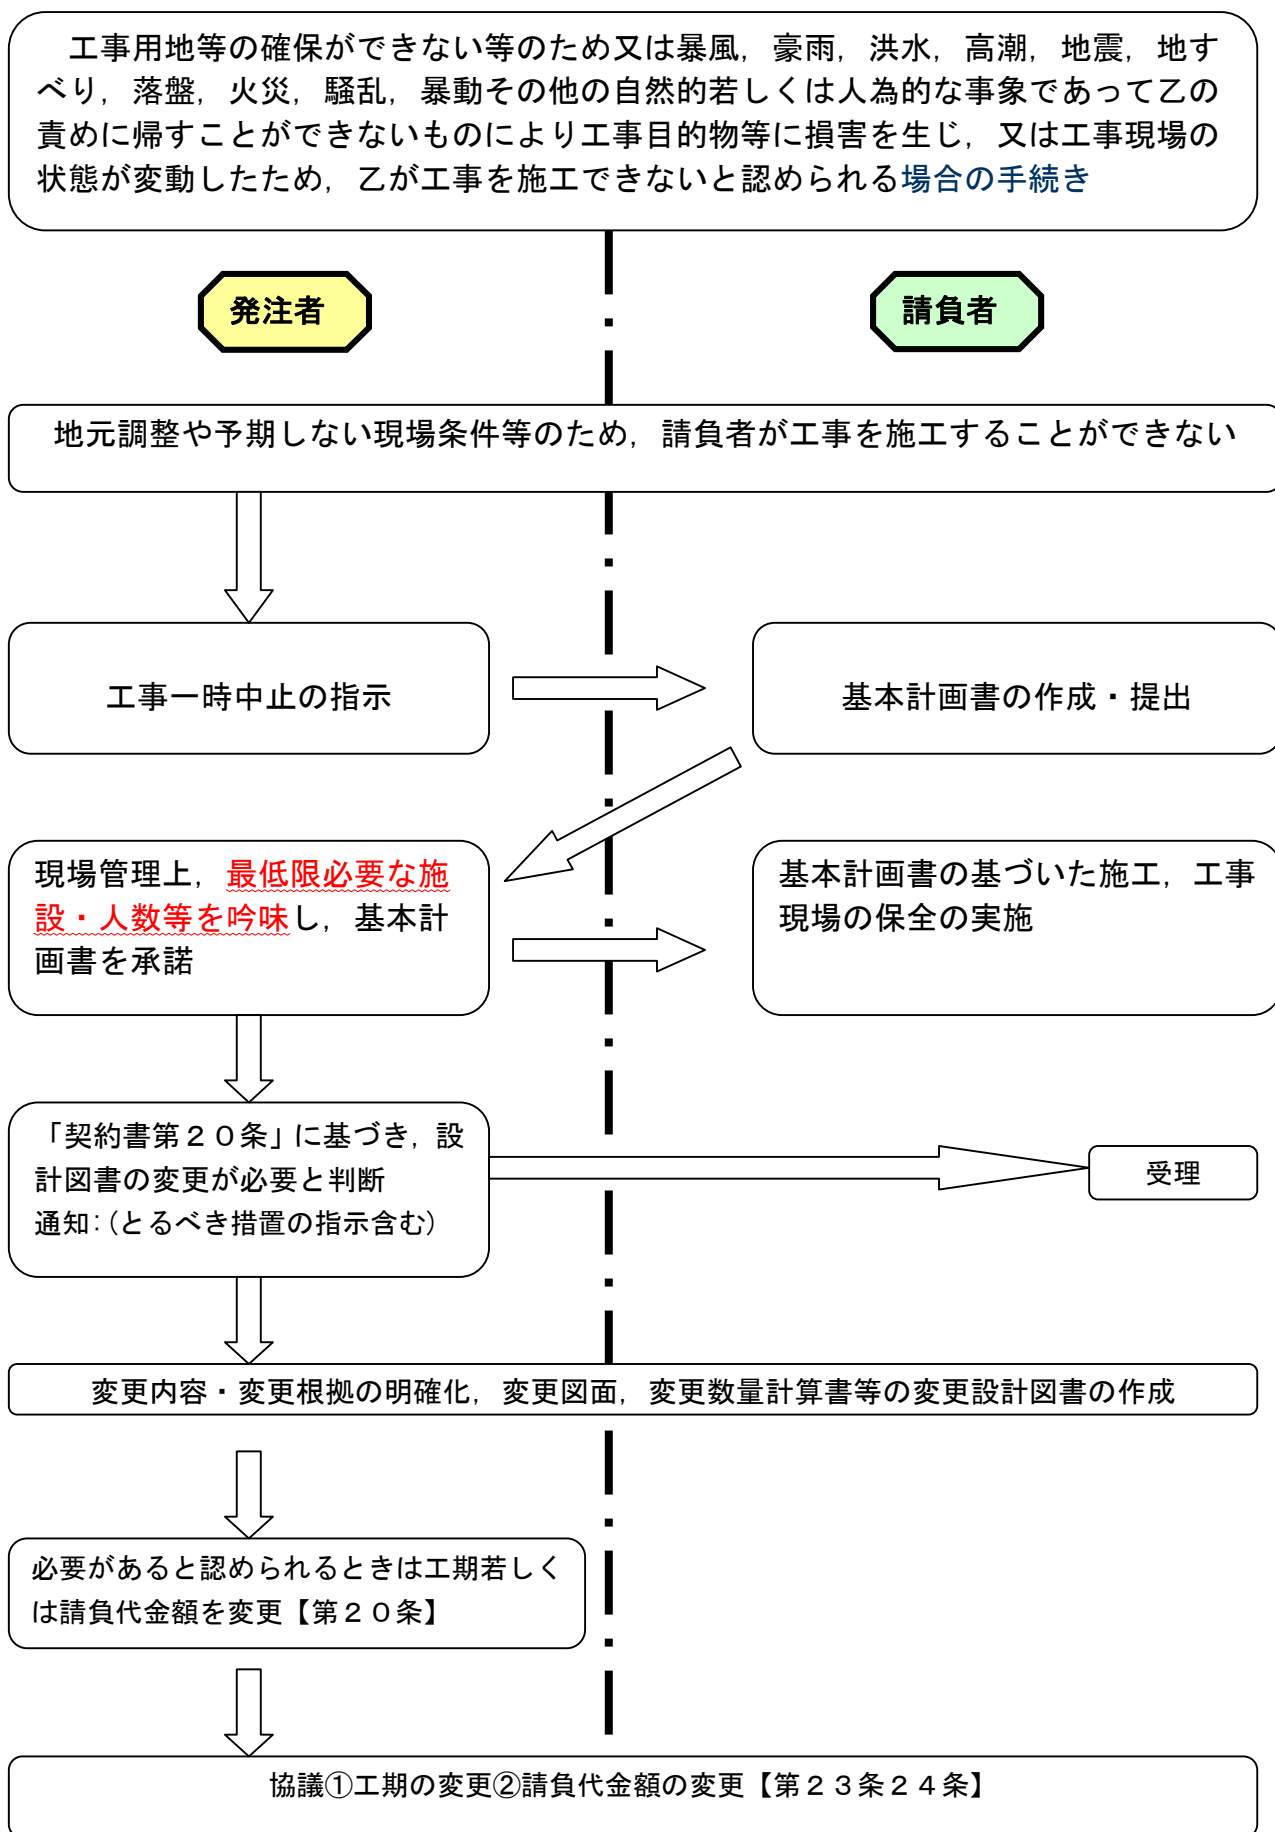 工事用地等の確保ができない等のため又は暴風，豪雨，洪水，高潮，地震，地す
べり，落盤，火災，騒乱，暴動その他の自然的若しくは人為的な事象であって乙の
責めに帰すことができないものにより工事目的物等に損害を生じ，又は工事現場の
状態が変動したため，乙が工事を施工できないと認められる場合の手続き
発注者
請負者
地元調整や予期しない現場条件等のため，請負者が工事を施工することができない
工事一時中止の指示
基本計画書の作成・提出
現場管理上，最低限必要な施
設・人数等を吟味し，基本計
画書を承諾
基本計画書の基づいた施工，工事
現場の保全の実施
「契約書第２０条」に基づき，設
計図書の変更が必要と判断
通知：（とるべき措置の指示含む）
受理
変更内容・変更根拠の明確化，変更図面，変更数量計算書等の変更設計図書の作成
必要があると認められるときは工期若しく
は請負代金額を変更【第２０条】
協議①工期の変更②請負代金額の変更【第２３条２４条】